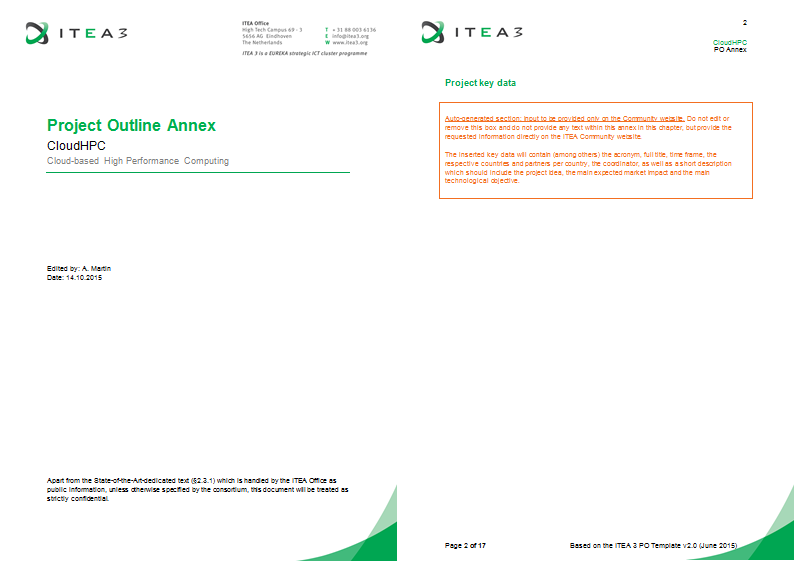 ITEA3
ITEA Office
High Tech Campus 69 - 3
5656 AG Eindhoven
The Netherlands
T + 31 88 003 6136
E info@itea3.org
W www.itea3.org
ITEA 3 is a EUREKA strategic ICT cluster programme
Project Outline Annex
CloudHPC
Cloud-based High Performance Computing
Edited by: A. Martin
Date: 14.10.2015
Apart from the State-of-the-Art-dedicated text (§2.3.1) which is handled by the ITEA Office as
public information, unless otherwise specified by the consortium, this document will be treated as
strictly confidential.
ITEA3
2
CloudHPC
PO Annex
Project key data
Auto-generated section: Input to be provided only on the Community website. Do not edit or
remove this box and do not provide any text within this annex in this chapter, but provide the
requested information directly on the ITEA Community website.
The inserted key data will contain (among others) the acronym, full title, time frame, the
respective countries and partners per country, the coordinator, as well as a short description
which should include the project idea, the main expected market impact and the main
technological objective.
Page 2 of 17
Based on the ITEA 3 PO Template v2.0 (June 2015)